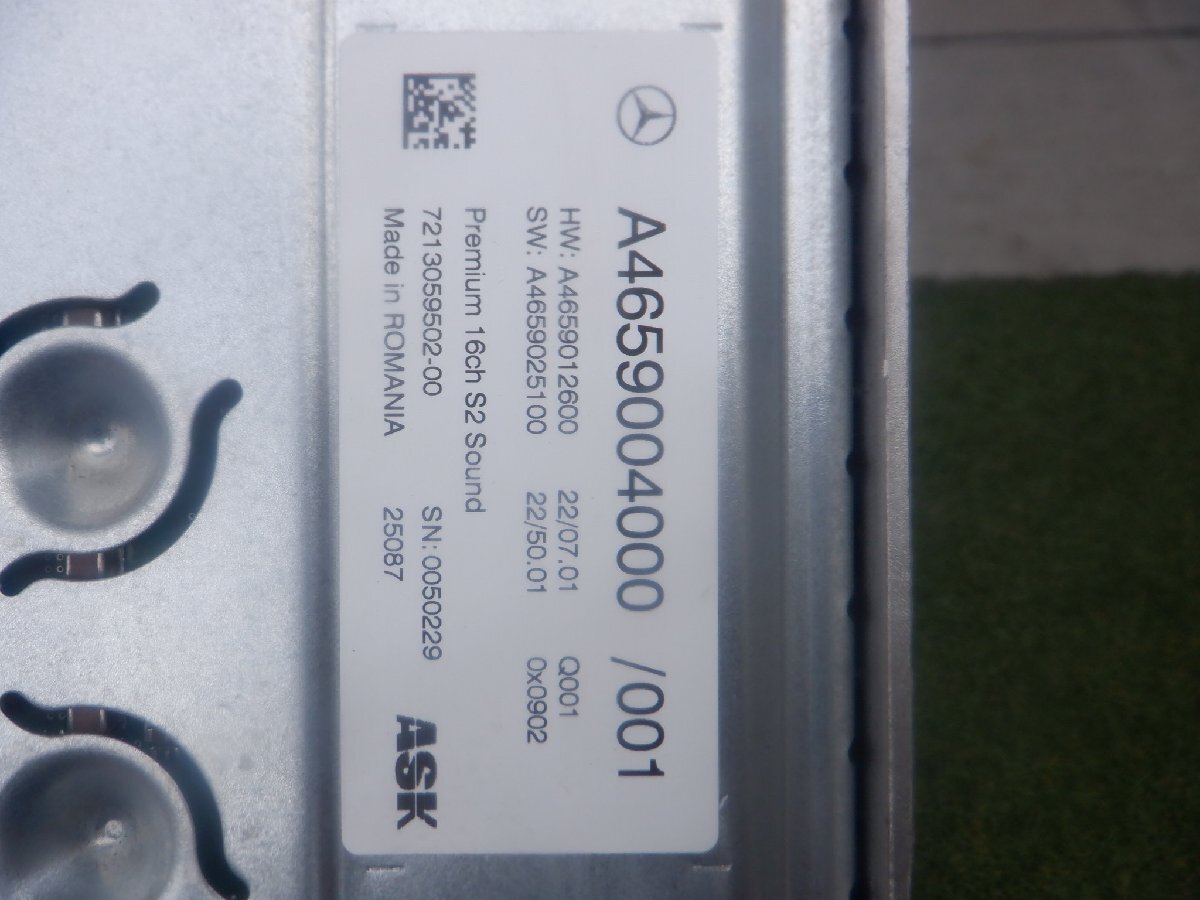 A4659004000 /001
HW: A4659012600 22/07.01 Q001
SW: A4659025100 22/50.01 0x0902
Premium 16ch S2 Sound
7213059502-00 SN: 0050229
Made in ROMANIA 25087
ASK